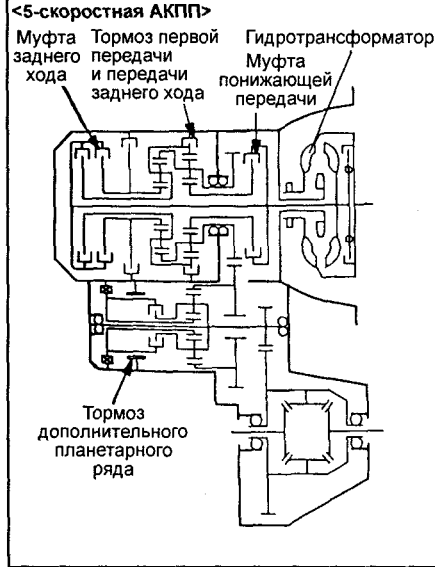 <5-скоростная АКПП>
Муфта заднего хода
Тормоз первой передачи и передачи заднего хода
Гидротрансформатор
Муфта понижающей передачи
Тормоз дополнительного планетарного ряда